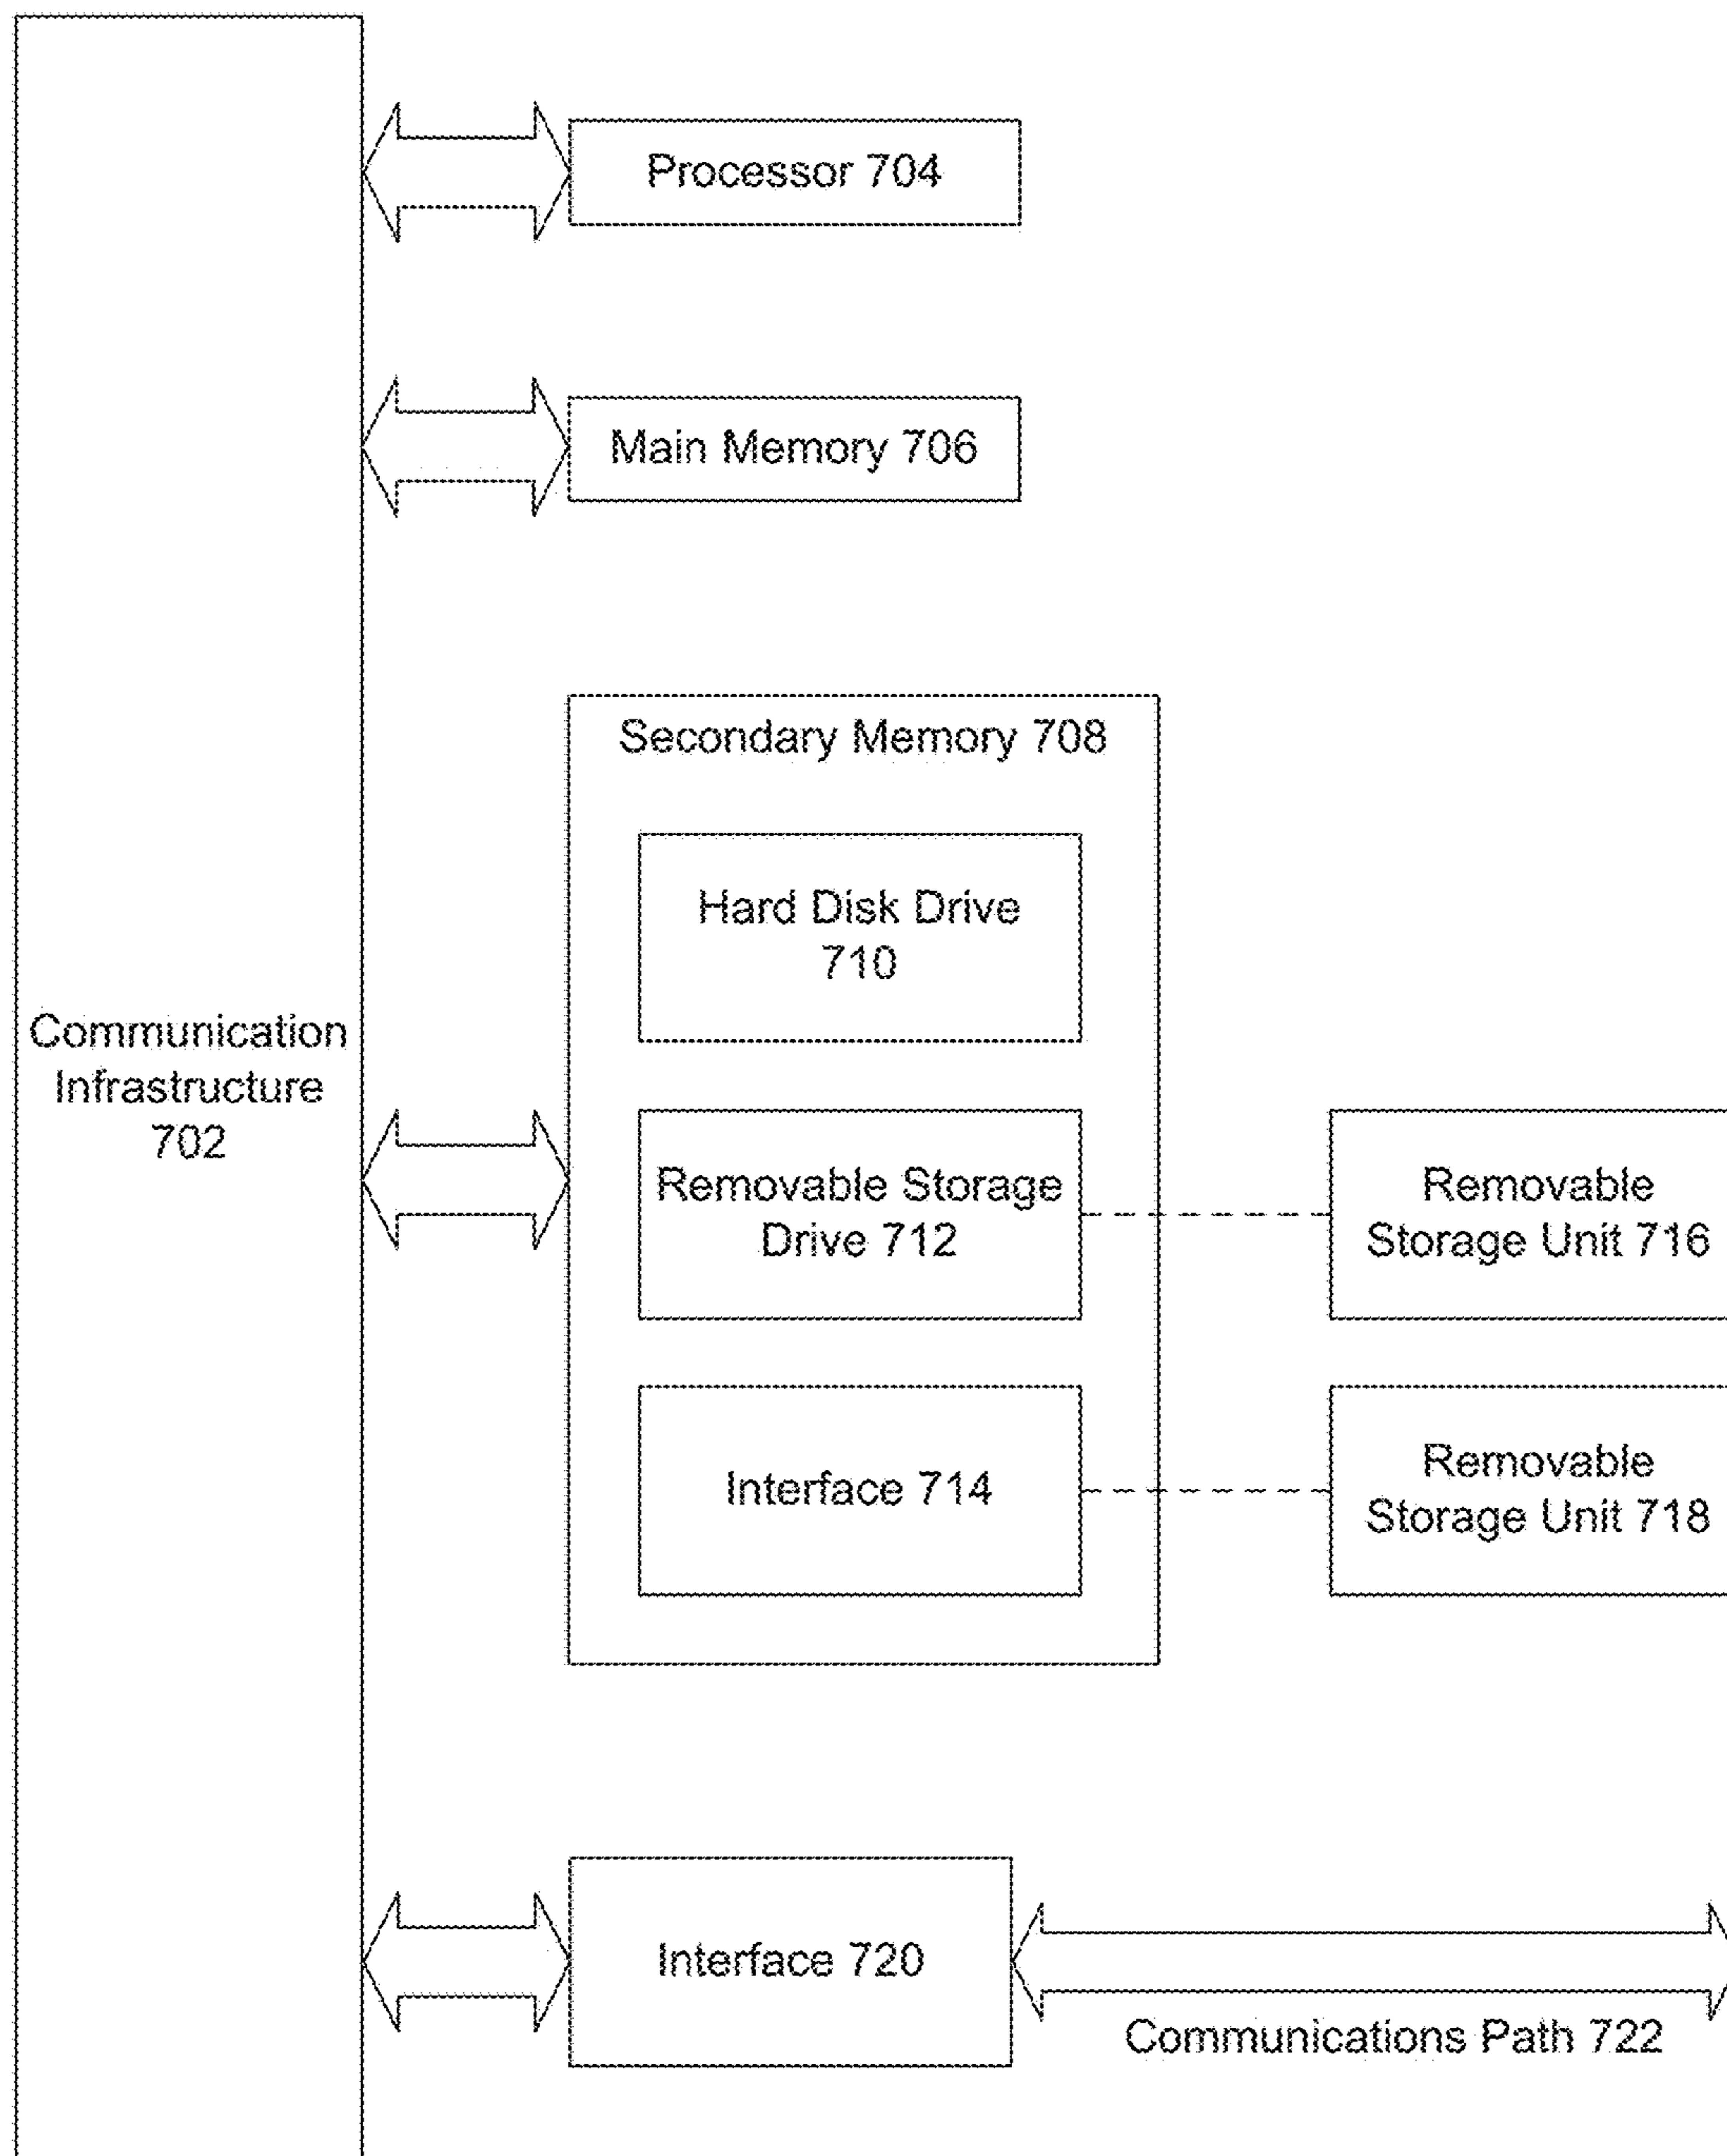 Processor 704
Main Memory 706
Secondary Memory 708
Hard Disk Drive
710
Communication
Infrastructure
702
Removable Storage
Drive 712
Removable
Storage Unit 716
Interface 714
Removable
Storage Unit 718
Interface 720
Communications Path 722